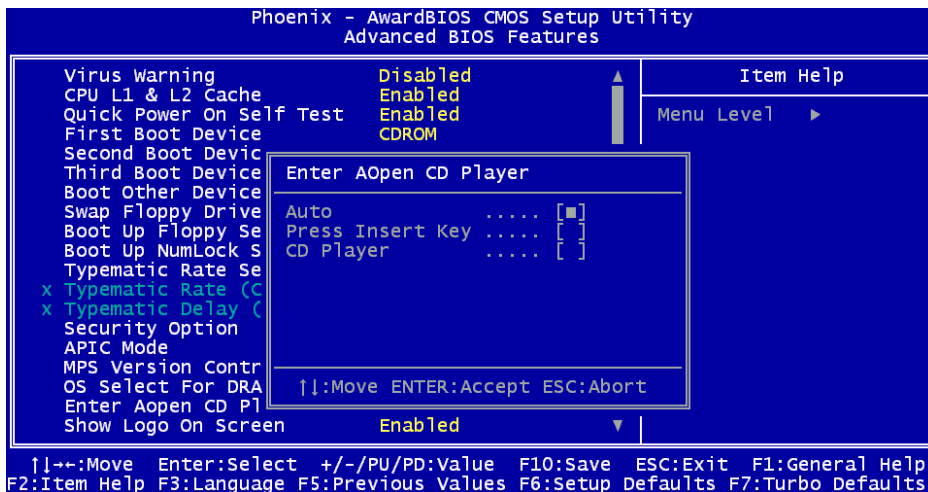 Phoenix - AwardBIOS CMOS Setup Utility
Advanced BIOS Features
Virus Warning Disabled
CPU L1 & L2 Cache Enabled
Quick Power On Self Test Enabled
First Boot Device CDROM
Second Boot Devic
Third Boot Device
Boot Other Device
Swap Floppy Drive
Boot Up Floppy Se
Boot Up NumLock S
Typematic Rate Se
x Typematic Rate (C
x Typematic Delay (
Security Option
APIC Mode
MPS Version Contr
OS Select For DRA
Enter Aopen CD Pl
Show Logo On Screen Enabled
Enter AOpen CD Player
Auto ..... [■]
Press Insert Key ..... [ ]
CD Player ..... [ ]
↑↓:Move ENTER:Accept ESC:Abort
Item Help
Menu Level ▶
↑↓→←:Move Enter:Select +/-/PU/PD:Value F10:Save ESC:Exit F1:General Help
F2:Item Help F3:Language F5:Previous Values F6:Setup Defaults F7:Turbo Defaults